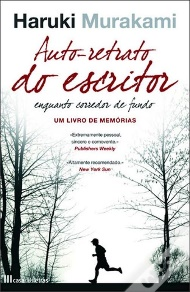 Haruki Murakami
Auto-retrato
do escritor
enquanto corredor de fundo
UM LIVRO DE MEMÓRIAS
«Extremamente pessoal,
sincero e comovente.»
Publishers Weekly
«Altamente recomendado.»
New York Sun
casadasletras